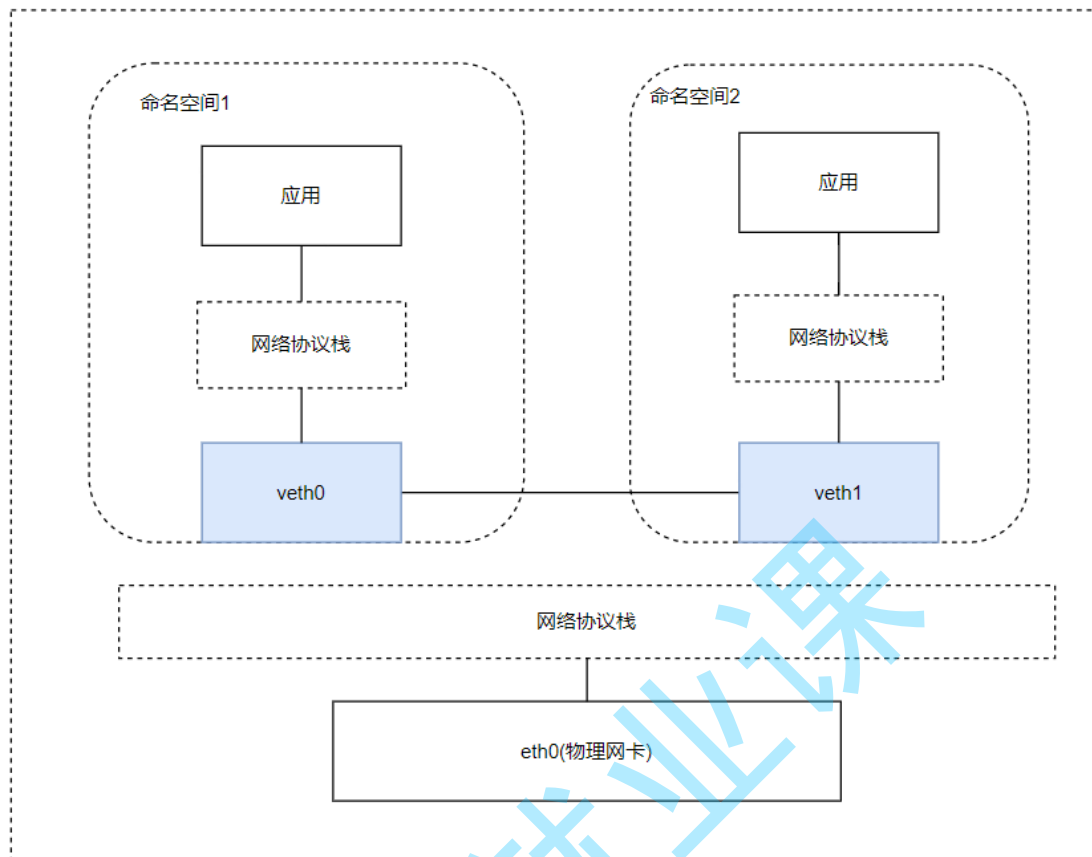 命名空间1
命名空间2
应用
应用
网络协议栈
网络协议栈
veth0
veth1
网络协议栈
eth0(物理网卡)
就业课